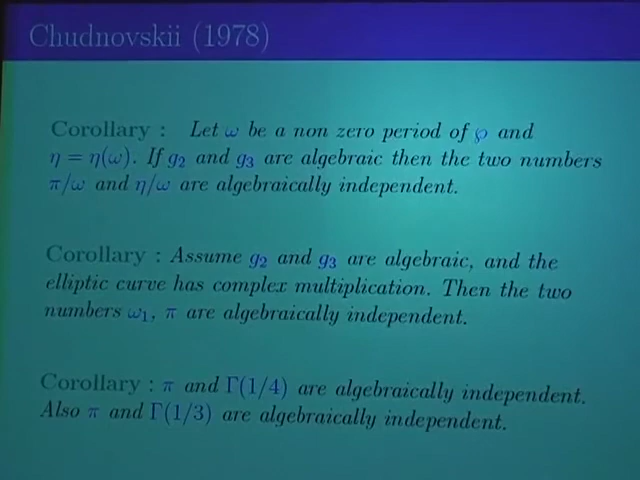 Chudnovskii (1978)
Corollary : Let ω be a non zero period of ℘ and
η = η(ω). If g₂ and g₃ are algebraic then the two numbers
π/ω and η/ω are algebraically independent.
Corollary : Assume g₂ and g₃ are algebraic, and the
elliptic curve has complex multiplication. Then the two
numbers ω₁, π are algebraically independent.
Corollary : π and Γ(1/4) are algebraically independent.
Also π and Γ(1/3) are algebraically independent.